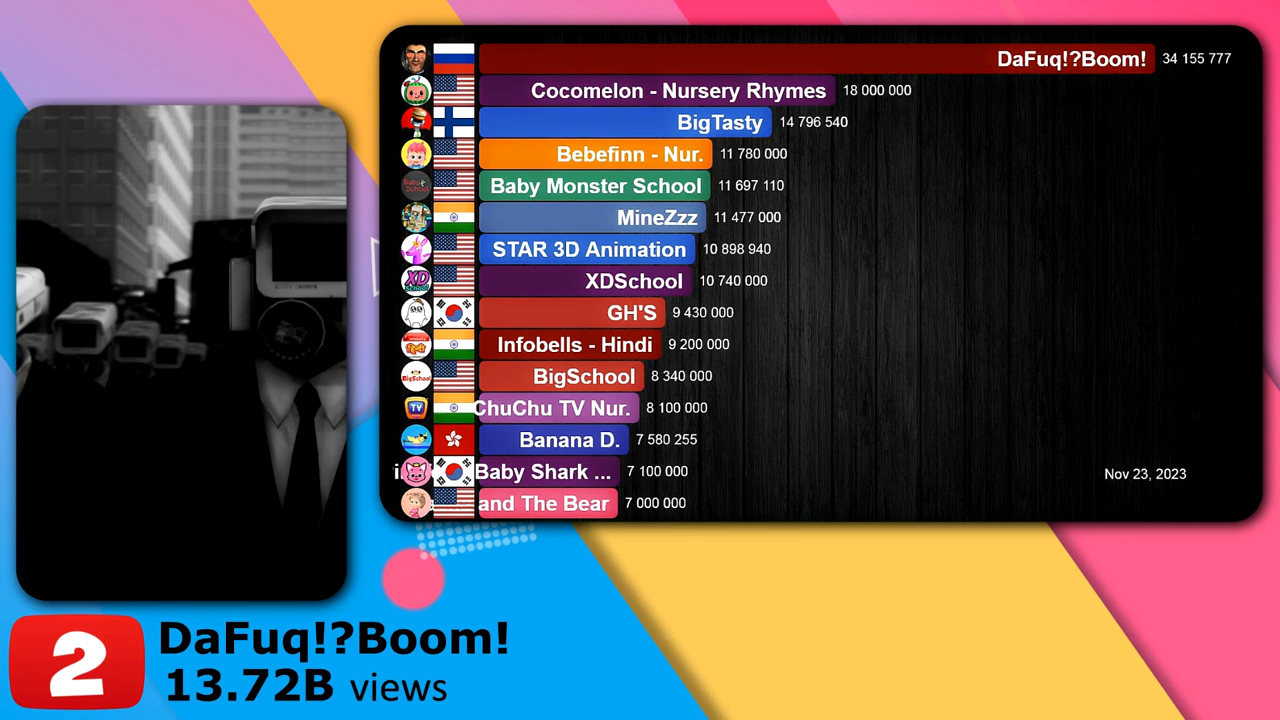 DaFuq!?Boom! 34 155 777
Cocomelon - Nursery Rhymes 18 000 000
BigTasty 14 796 540
Bebefinn - Nur. 11 780 000
Baby Monster School 11 697 110
MineZzz 11 477 000
STAR 3D Animation 10 898 940
XD SCHOOL XDSchool 10 740 000
GH'S 9 430 000
Infobells - Hindi 9 200 000
BigSchool BigSchool 8 340 000
TV ChuChu TV Nur. 8 100 000
Banana D. 7 580 255
Baby Shark ... 7 100 000
Nov 23, 2023
and The Bear 7 000 000
2
DaFuq!?Boom!
13.72B views